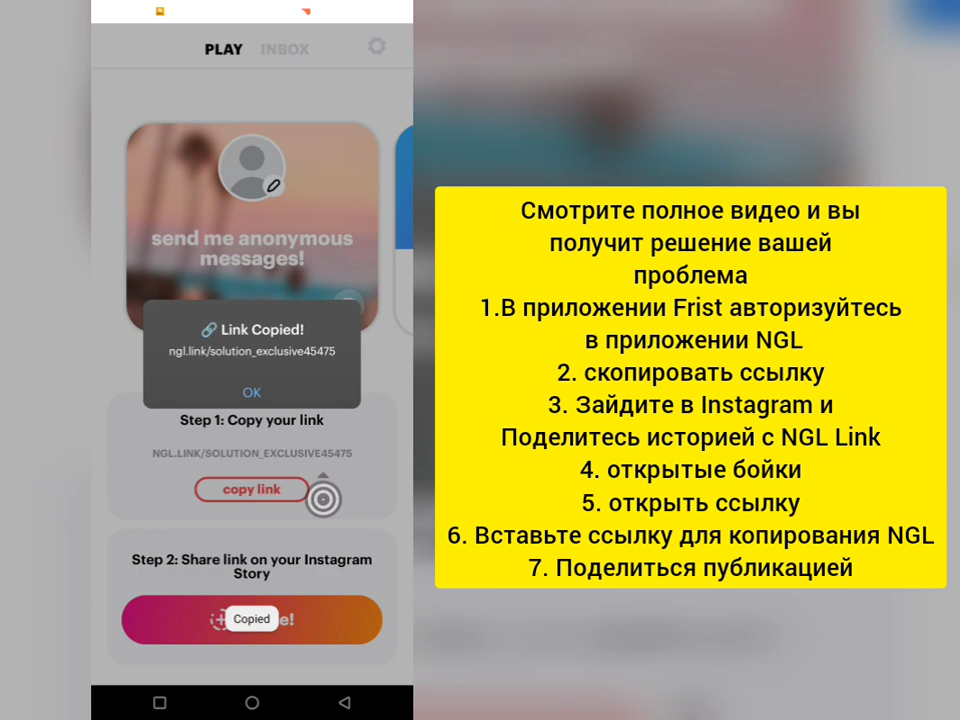 PLAY INBOX
send me anonymous
messages!
Link Copied!
ngl.link/solution_exclusive45475
OK
Step 1: Copy your link
NGL.LINK/SOLUTION_EXCLUSIVE45475
copy link
Step 2: Share link on your Instagram
Story
Copied
Смотрите полное видео и вы
получит решение вашей
проблема
1.В приложении Frist авторизуйтесь
в приложении NGL
2. скопировать ссылку
3. Зайдите в Instagram и
Поделитесь историей с NGL Link
4. открытые бойки
5. открыть ссылку
6. Вставьте ссылку для копирования NGL
7. Поделиться публикацией